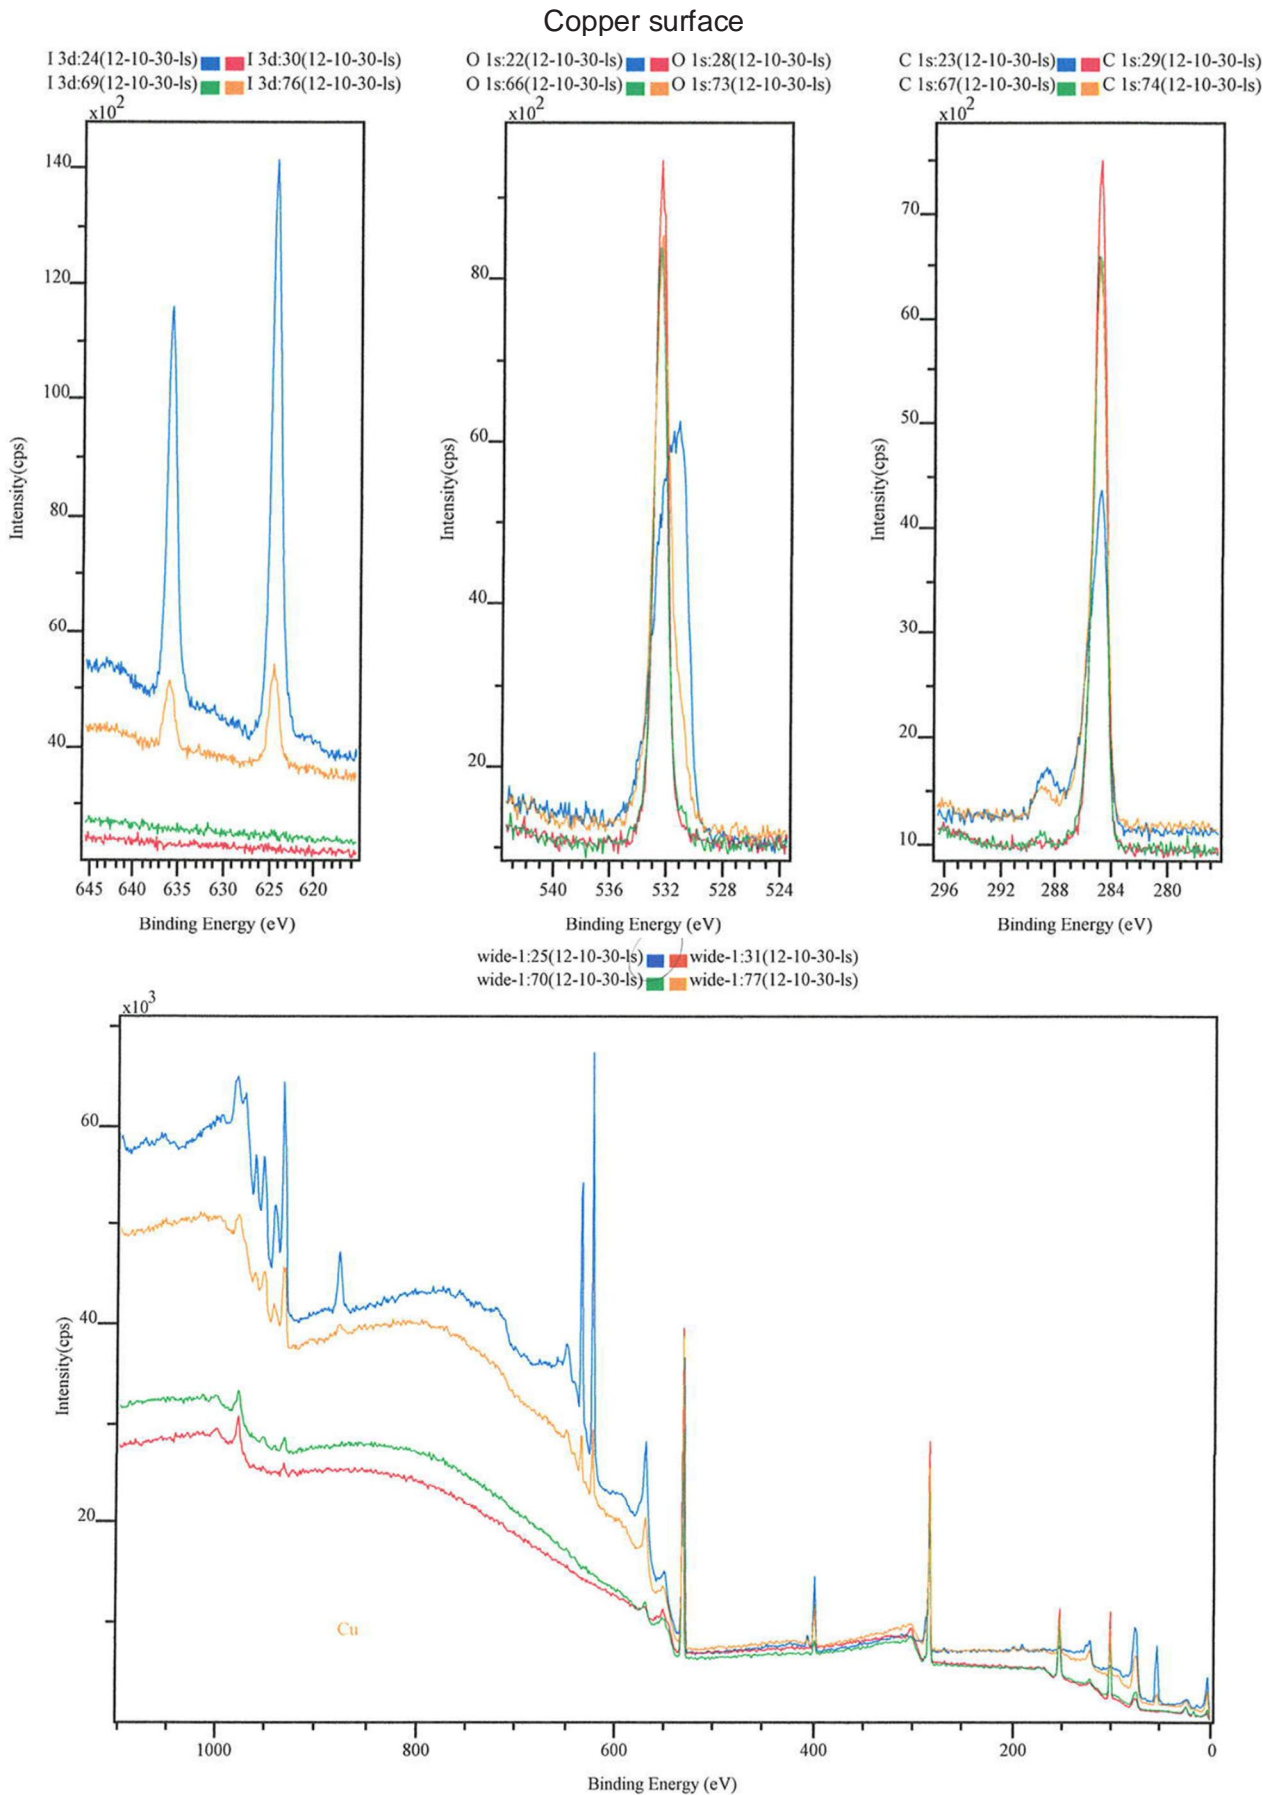 Copper surface
I 3d:24(12-10-30-ls) I 3d:30(12-10-30-ls)
I 3d:69(12-10-30-ls) I 3d:76(12-10-30-ls)
x10²
140
120
100
80
60
40
Intensity(cps)
645 640 635 630 625 620
Binding Energy (eV)
O 1s:22(12-10-30-ls) O 1s:28(12-10-30-ls)
O 1s:66(12-10-30-ls) O 1s:73(12-10-30-ls)
x10²
80
60
40
20
Intensity(cps)
540 536 532 528 524
Binding Energy (eV)
C 1s:23(12-10-30-ls) C 1s:29(12-10-30-ls)
C 1s:67(12-10-30-ls) C 1s:74(12-10-30-ls)
x10²
70
60
50
40
30
20
10
Intensity(cps)
296 292 288 284 280
Binding Energy (eV)
wide-1:25(12-10-30-ls) wide-1:31(12-10-30-ls)
wide-1:70(12-10-30-ls) wide-1:77(12-10-30-ls)
x10³
60
40
20
Intensity(cps)
Cu
1000 800 600 400 200 0
Binding Energy (eV)